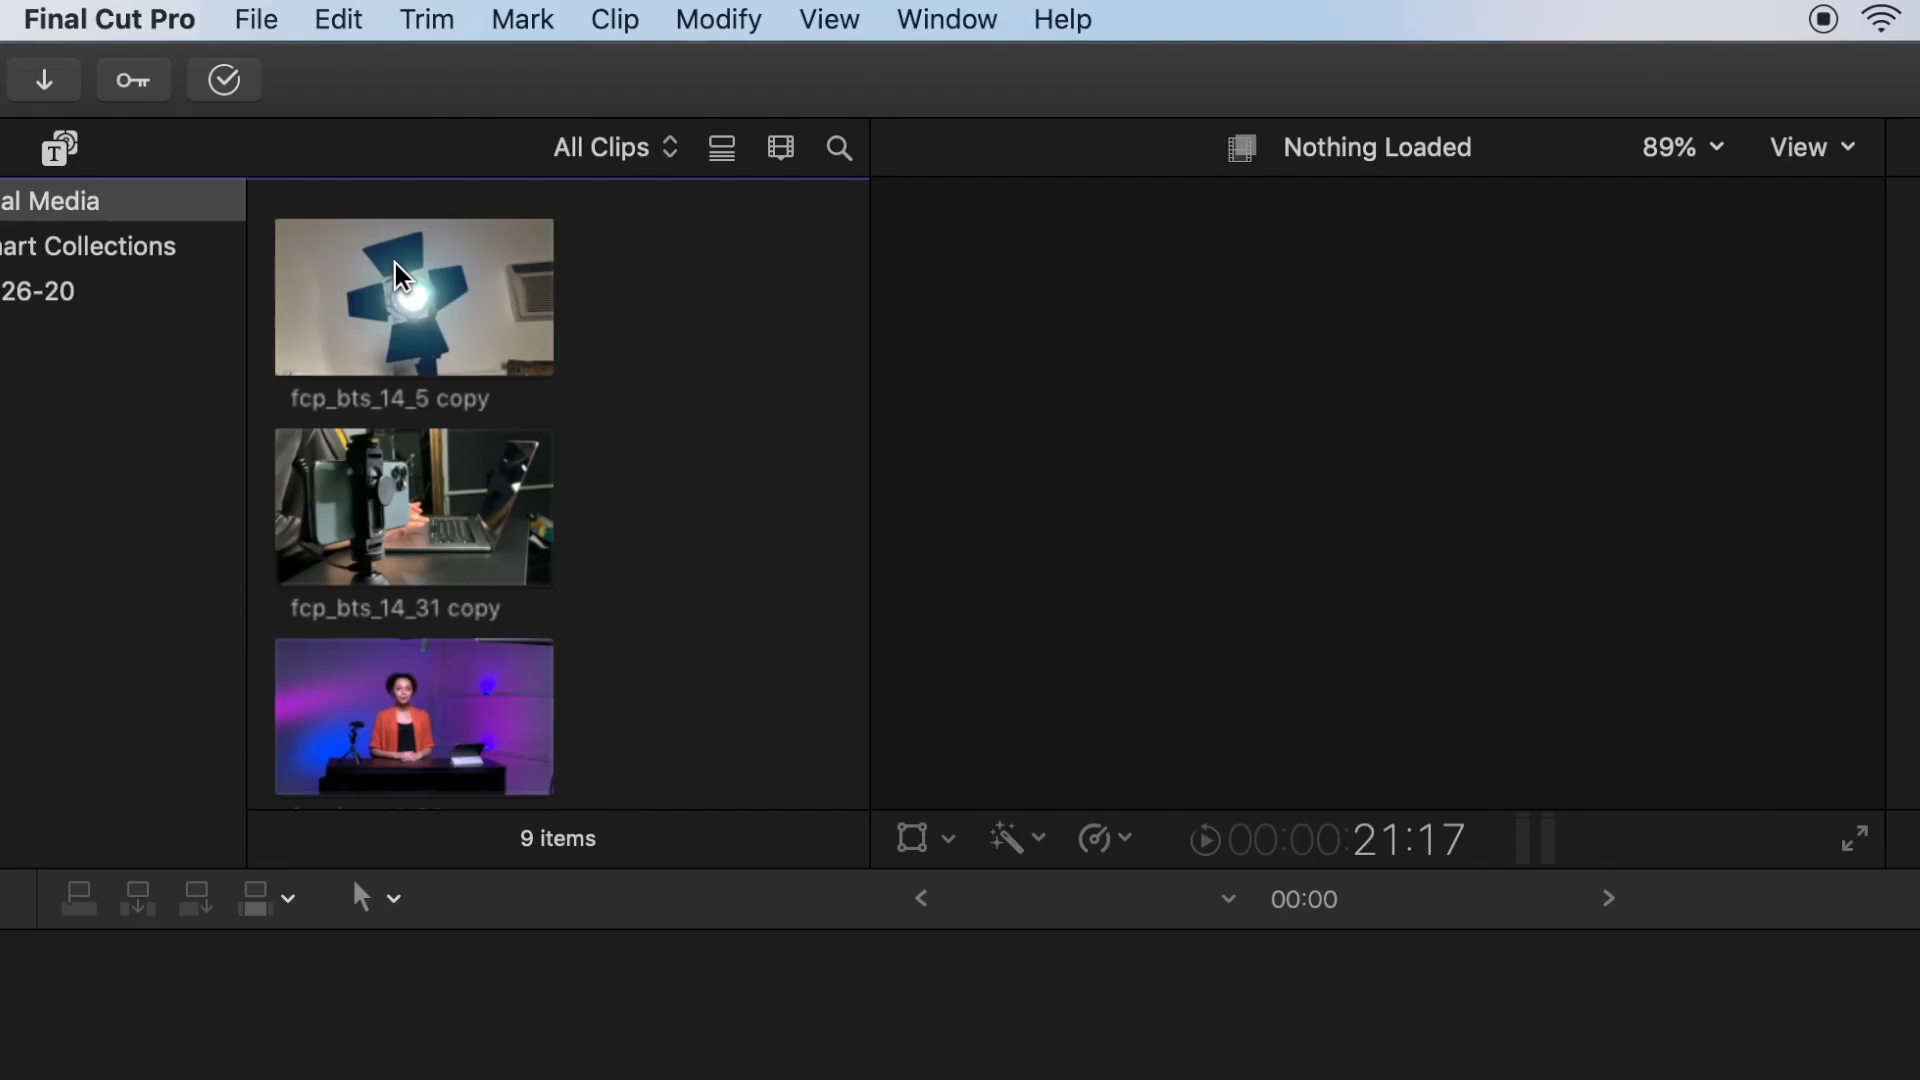 Final Cut Pro File Edit Trim Mark Clip Modify View Window Help
T All Clips Nothing Loaded 89% View
al Media
art Collections
26-20
fcp_bts_14_5 copy
fcp_bts_14_31 copy
9 items
00:00:21:17
00:00